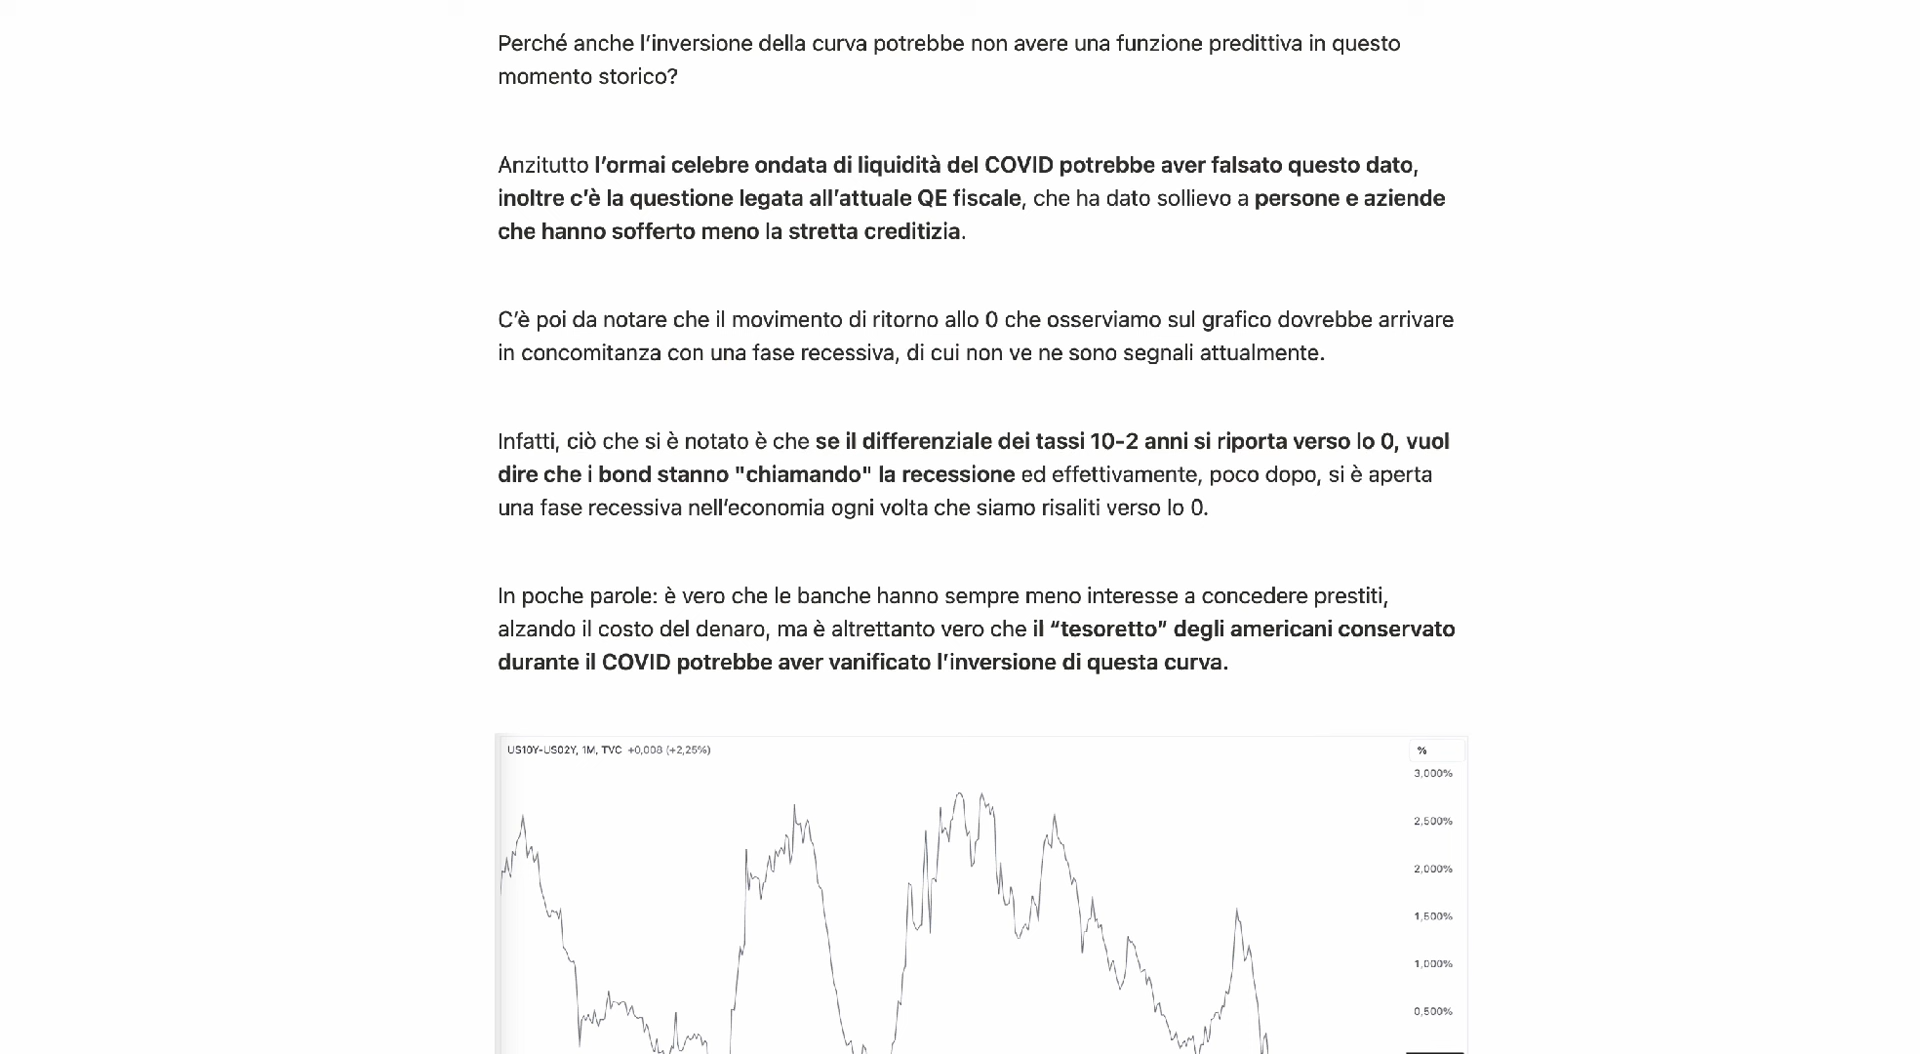 Perché anche l’inversione della curva potrebbe non avere una funzione predittiva in questo
momento storico?
Anzitutto l’ormai celebre ondata di liquidità del COVID potrebbe aver falsato questo dato,
inoltre c’è la questione legata all’attuale QE fiscale, che ha dato sollievo a persone e aziende
che hanno sofferto meno la stretta creditizia.
C’è poi da notare che il movimento di ritorno allo 0 che osserviamo sul grafico dovrebbe arrivare
in concomitanza con una fase recessiva, di cui non ve ne sono segnali attualmente.
Infatti, ciò che si è notato è che se il differenziale dei tassi 10-2 anni si riporta verso lo 0, vuol
dire che i bond stanno "chiamando" la recessione ed effettivamente, poco dopo, si è aperta
una fase recessiva nell’economia ogni volta che siamo risaliti verso lo 0.
In poche parole: è vero che le banche hanno sempre meno interesse a concedere prestiti,
alzando il costo del denaro, ma è altrettanto vero che il “tesoretto” degli americani conservato
durante il COVID potrebbe aver vanificato l’inversione di questa curva.
US10Y-US02Y, 1M, TVC +0,008 (+2,25%)
%
3,000%
2,500%
2,000%
1,500%
1,000%
0,500%